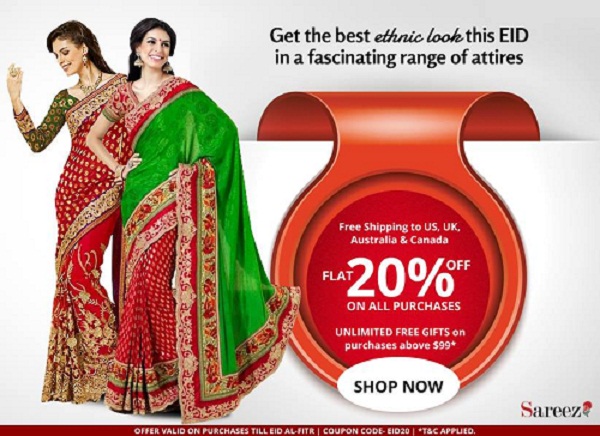 Get the best ethnic look this EID
in a fascinating range of attires
Free Shipping to US, UK,
Australia & Canada
FLAT 20% OFF
ON ALL PURCHASES
UNLIMITED FREE GIFTS on
purchases above $99*
SHOP NOW
Sareez
OFFER VALID ON PURCHASES TILL EID AL-FITR | COUPON CODE- EID20 | *T&C APPLIED.